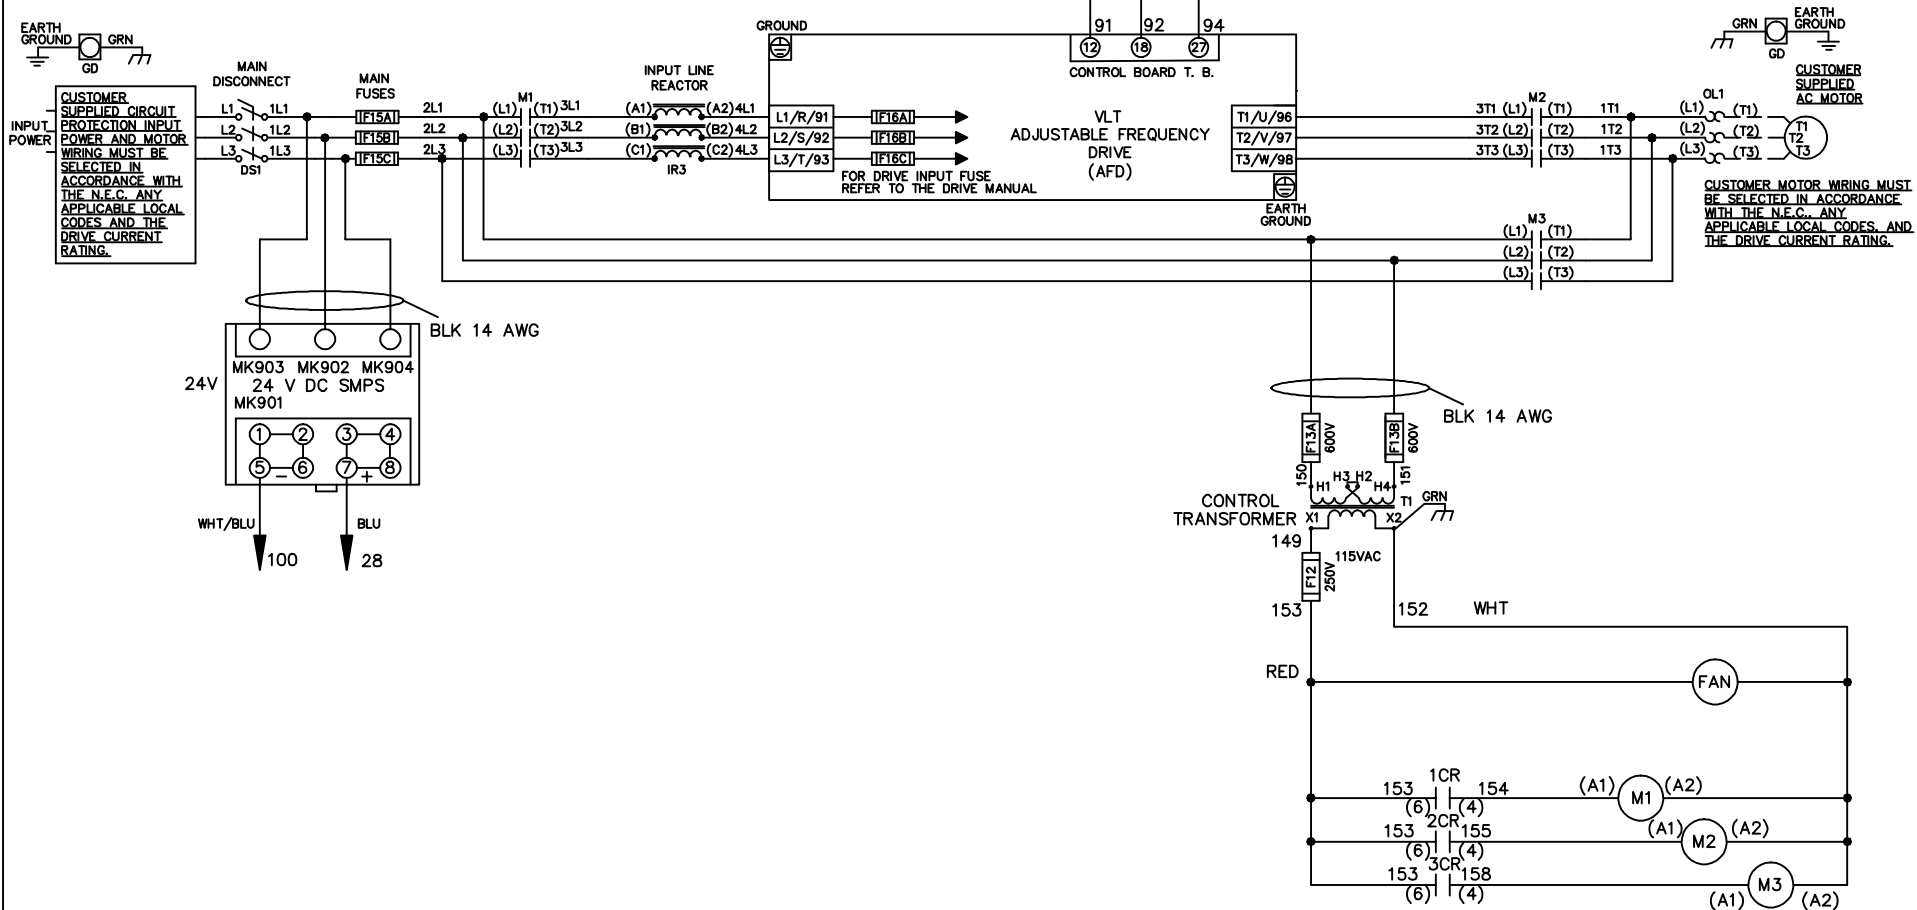 EARTH
GROUND
GRN
GD
MAIN
DISCONNECT
MAIN
FUSES
INPUT LINE
REACTOR
GROUND
91 92 94
12 18 27
CONTROL BOARD T. B.
GRN
EARTH
GROUND
GD
CUSTOMER
SUPPLIED
AC MOTOR
INPUT
POWER
CUSTOMER
SUPPLIED CIRCUIT
PROTECTION INPUT
POWER AND MOTOR
WIRING MUST BE
SELECTED IN
ACCORDANCE WITH
THE N.E.C. ANY
APPLICABLE LOCAL
CODES AND THE
DRIVE CURRENT
RATING.
L1 1L1
L2 1L2
L3 1L3
DS1
F15A
F15B
F15C
2L1
2L2
2L3
M1
(L1) (T1) 3L1
(L2) (T2) 3L2
(L3) (T3) 3L3
(A1) (A2) 4L1
(B1) (B2) 4L2
(C1) (C2) 4L3
IR3
L1/R/91
L2/S/92
L3/T/93
F16A
F16B
F16C
FOR DRIVE INPUT FUSE
REFER TO THE DRIVE MANUAL
VLT
ADJUSTABLE FREQUENCY
DRIVE
(AFD)
T1/U/96
T2/V/97
T3/W/98
EARTH
GROUND
M2
3T1 (L1) (T1) 1T1
3T2 (L2) (T2) 1T2
3T3 (L3) (T3) 1T3
OL1
(L1) (T1)
(L2) (T2)
(L3) (T3)
T1
T2
T3
CUSTOMER MOTOR WIRING MUST
BE SELECTED IN ACCORDANCE
WITH THE N.E.C., ANY
APPLICABLE LOCAL CODES, AND
THE DRIVE CURRENT RATING.
M3
(L1) (T1)
(L2) (T2)
(L3) (T3)
BLK 14 AWG
MK903 MK902 MK904
24V
24 V DC SMPS
MK901
1 2 3 4
5 6 7 8
− +
WHT/BLU
BLU
100
28
BLK 14 AWG
F13A
600V
F13B
600V
150
151
H1 H3 H2 H4
T1
GRN
CONTROL
TRANSFORMER
X1 X2
149
115VAC
F12
250V
153
152
WHT
RED
FAN
1CR
153 154
(6) (4)
(A1) M1 (A2)
2CR
153 155
(6) (4)
(A1) M2 (A2)
3CR
153 158
(6) (4)
(A1) M3 (A2)